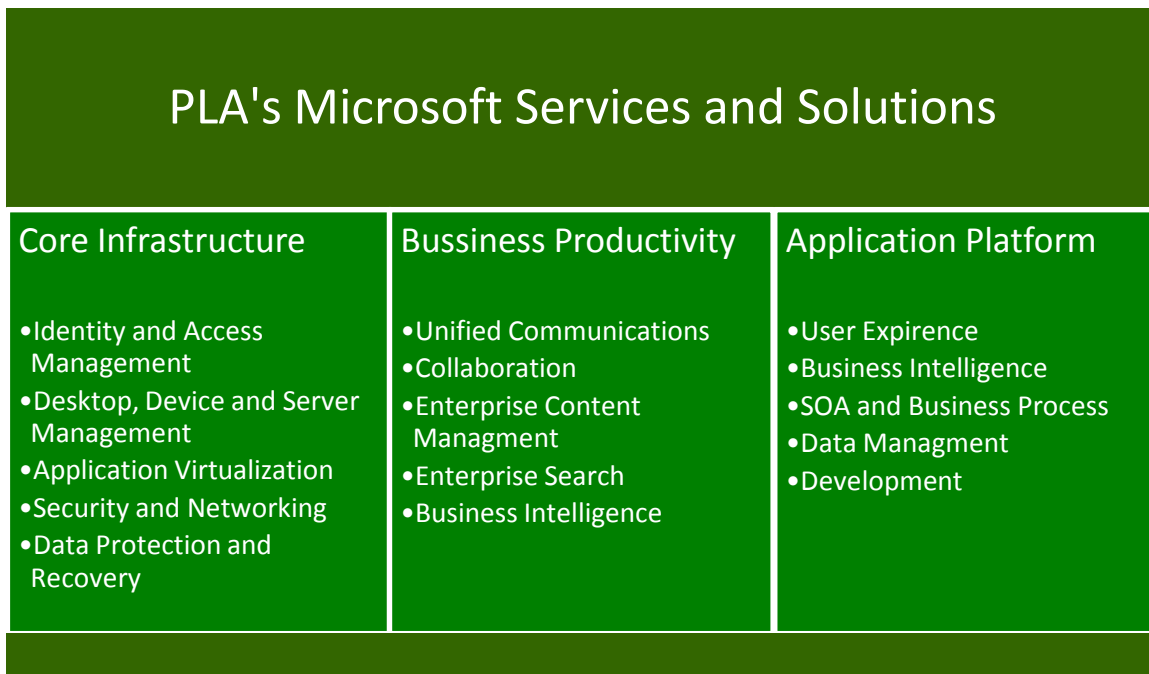 PLA's Microsoft Services and Solutions
Core Infrastructure
•Identity and Access
Management
•Desktop, Device and Server
Management
•Application Virtualization
•Security and Networking
•Data Protection and
Recovery
Bussiness Productivity
•Unified Communications
•Collaboration
•Enterprise Content
Managment
•Enterprise Search
•Business Intelligence
Application Platform
•User Expirence
•Business Intelligence
•SOA and Business Process
•Data Managment
•Development